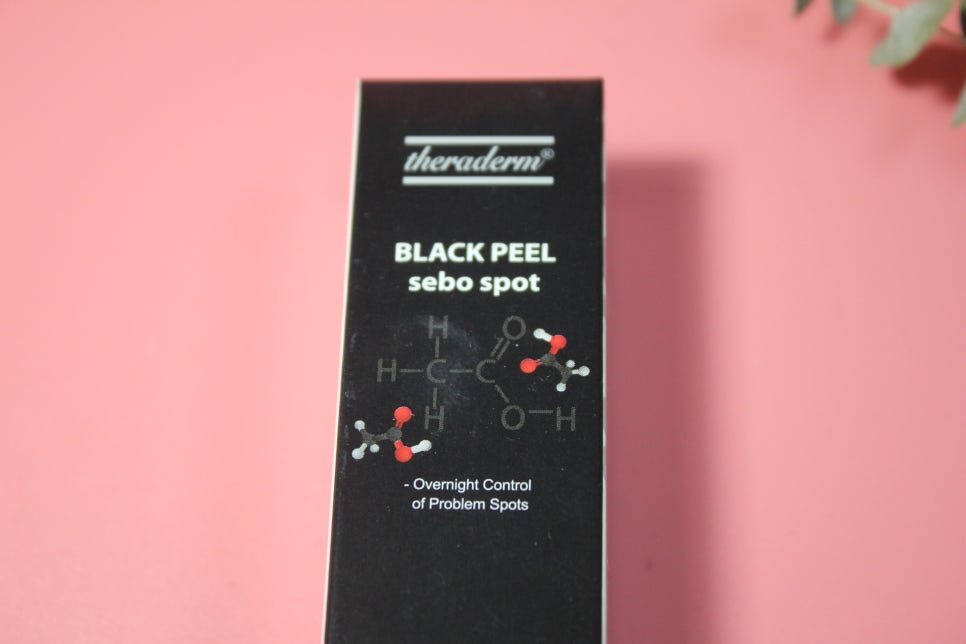 theraderm®
BLACK PEEL
sebo spot
H O
H C C
H O H
- Overnight Control
of Problem Spots